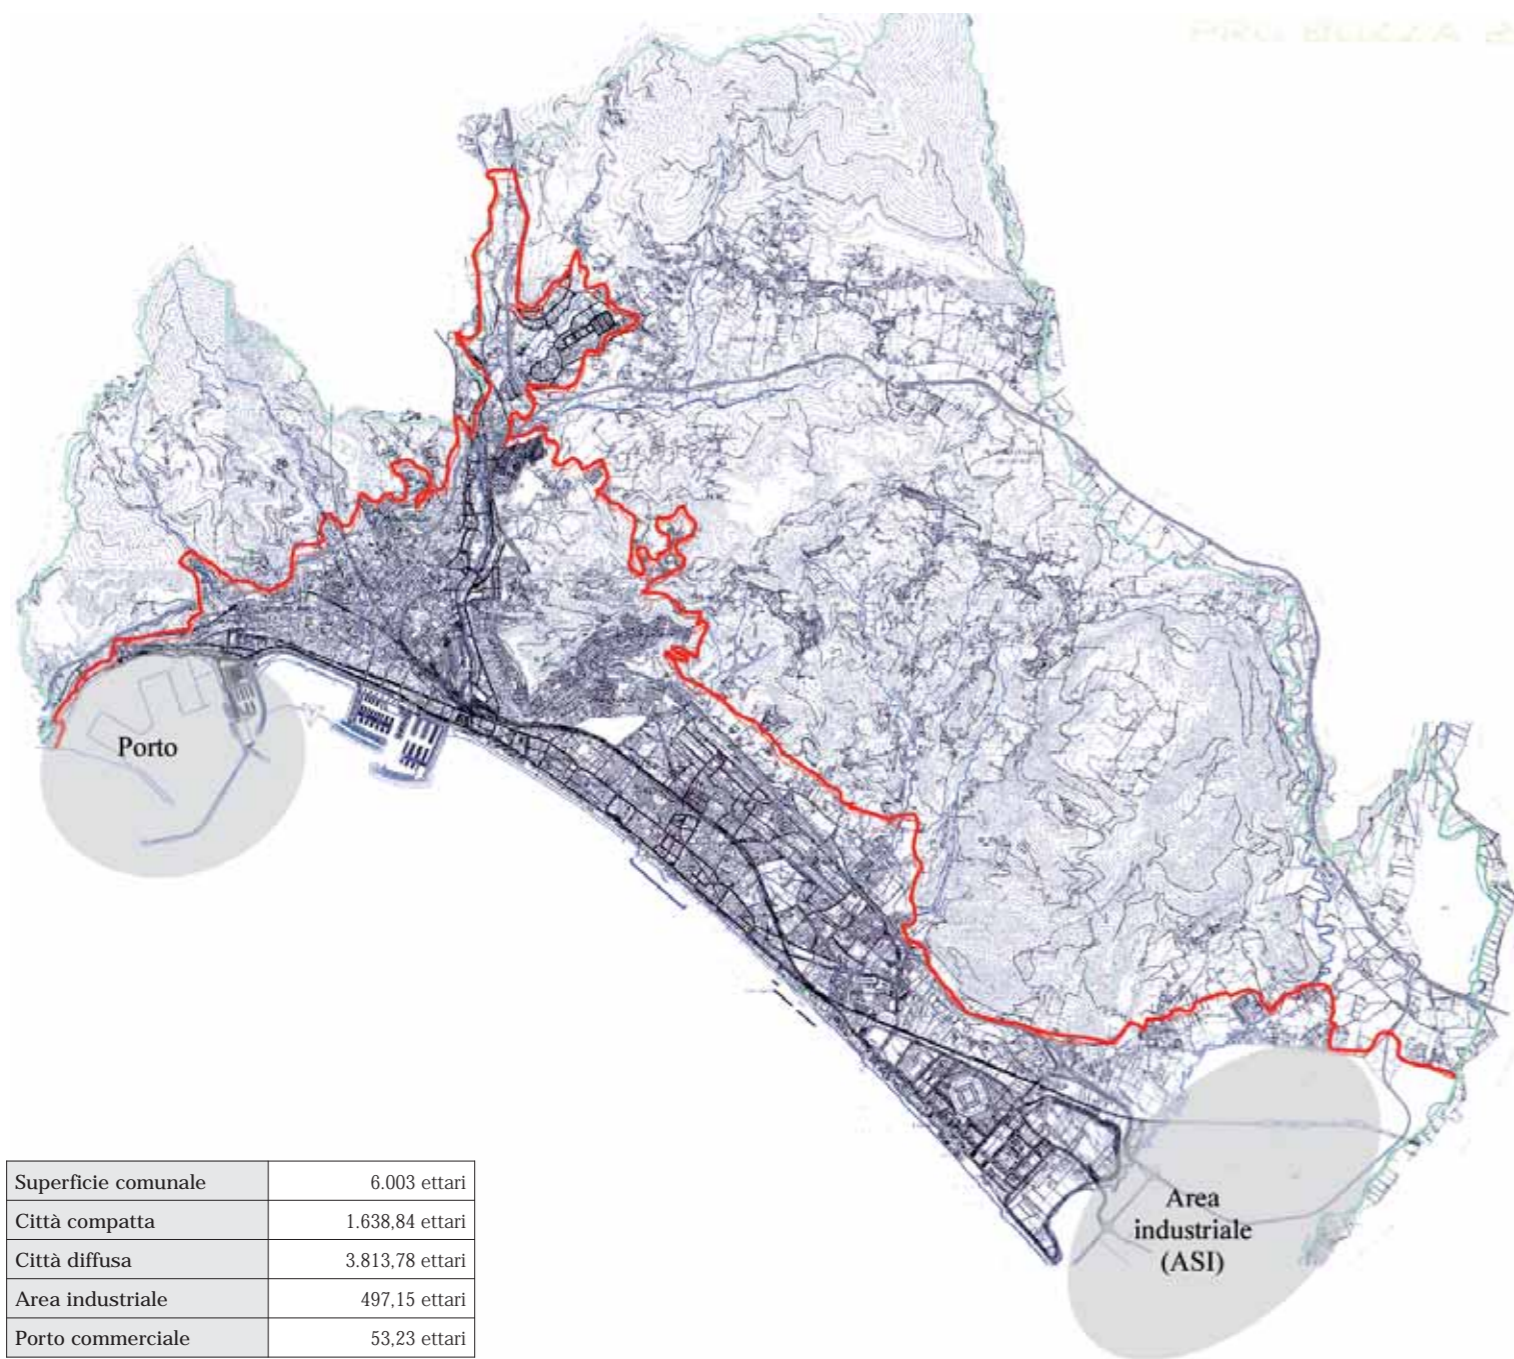 Porto
Area
industriale
(ASI)
Superficie comunale 6.003 ettari
Città compatta 1.638,84 ettari
Città diffusa 3.813,78 ettari
Area industriale 497,15 ettari
Porto commerciale 53,23 ettari